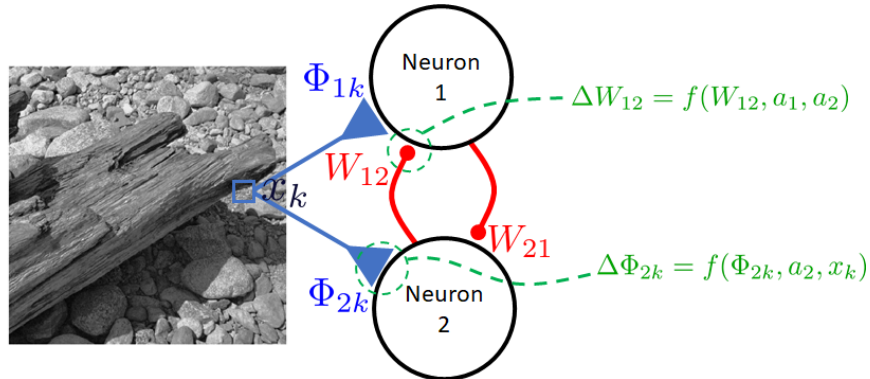 Neuron
1
Φ₁ₖ
ΔW₁₂ = f(W₁₂, a₁, a₂)
W₁₂
xₖ
W₂₁
ΔΦ₂ₖ = f(Φ₂ₖ, a₂, xₖ)
Φ₂ₖ
Neuron
2